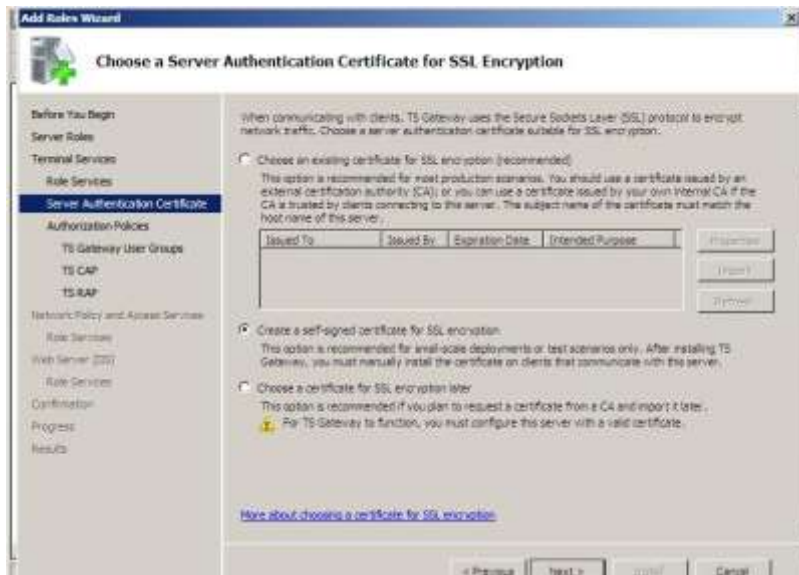 Add Roles Wizard
Choose a Server Authentication Certificate for SSL Encryption
Before You Begin
Server Roles
Terminal Services
Role Services
Server Authentication Certificate
Authorization Policies
TS Gateway User Groups
TS CAP
TS RAP
Network Policy and Access Services
Role Services
Web Server (IIS)
Role Services
Confirmation
Progress
Results
When communicating with clients, TS Gateway uses the Secure Sockets Layer (SSL) protocol to encrypt
network traffic. Choose a server authentication certificate suitable for SSL encryption.
Choose an existing certificate for SSL encryption (recommended)
This option is recommended for most production scenarios. You should use a certificate issued by an
external certification authority (CA); or you can use a certificate issued by your own internal CA if the
CA is trusted by clients connecting to this server. The subject name of the certificate must match the
host name of this server.
Issued To Issued By Expiration Date Intended Purpose
Properties
Import
Refresh
Create a self-signed certificate for SSL encryption
This option is recommended for small-scale deployments or test scenarios only. After installing TS
Gateway, you must manually install the certificate on clients that communicate with this server.
Choose a certificate for SSL encryption later
This option is recommended if you plan to request a certificate from a CA and import it later.
For TS Gateway to function, you must configure this server with a valid certificate.
More about choosing a certificate for SSL encryption
< Previous Next > Install Cancel